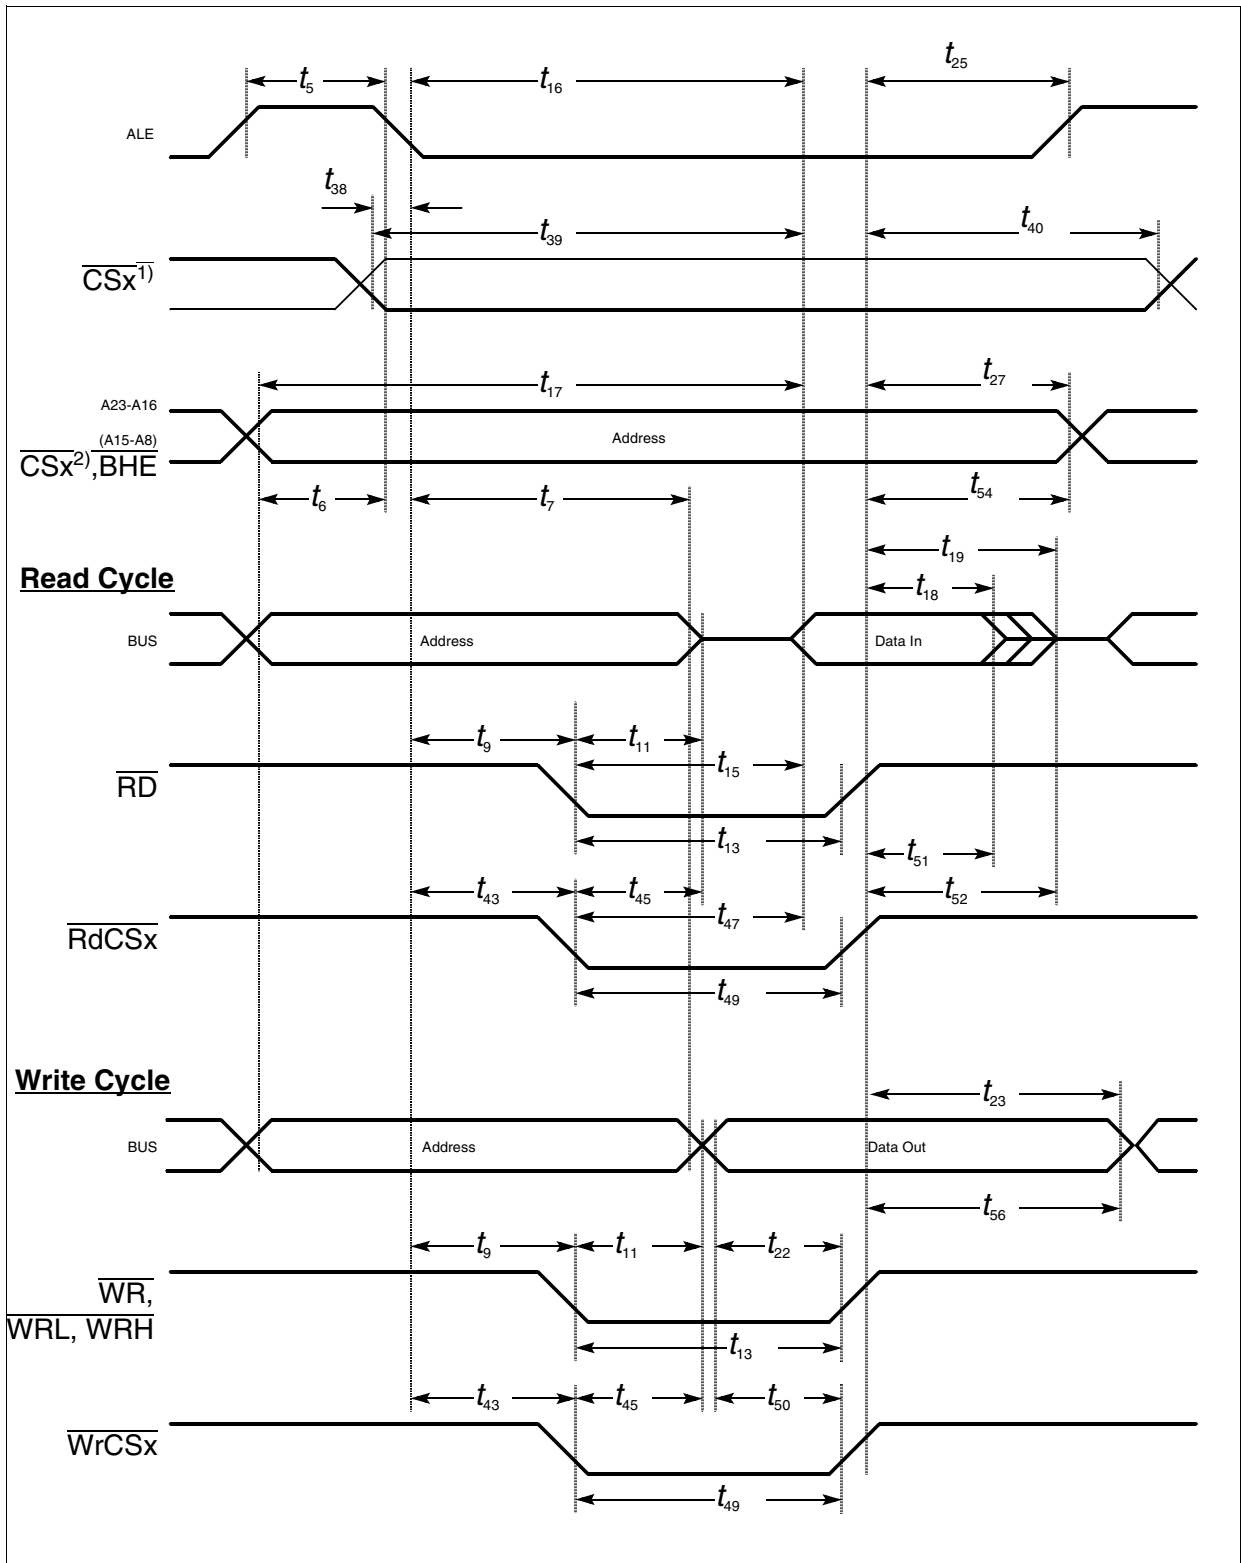 t5 t16 t25
ALE
t38
t39 t40
CSx1)
t17 t27
A23-A16
(A15-A8)
Address
CSx2),BHE
t6 t7 t54
t19
Read Cycle
t18
BUS Address Data In
t9 t11
t15
RD
t13 t51
t43 t45 t52
t47
RdCSx
t49
Write Cycle
t23
BUS Address Data Out
t56
t9 t11 t22
WR,
WRL, WRH
t13
t43 t45 t50
WrCSx
t49